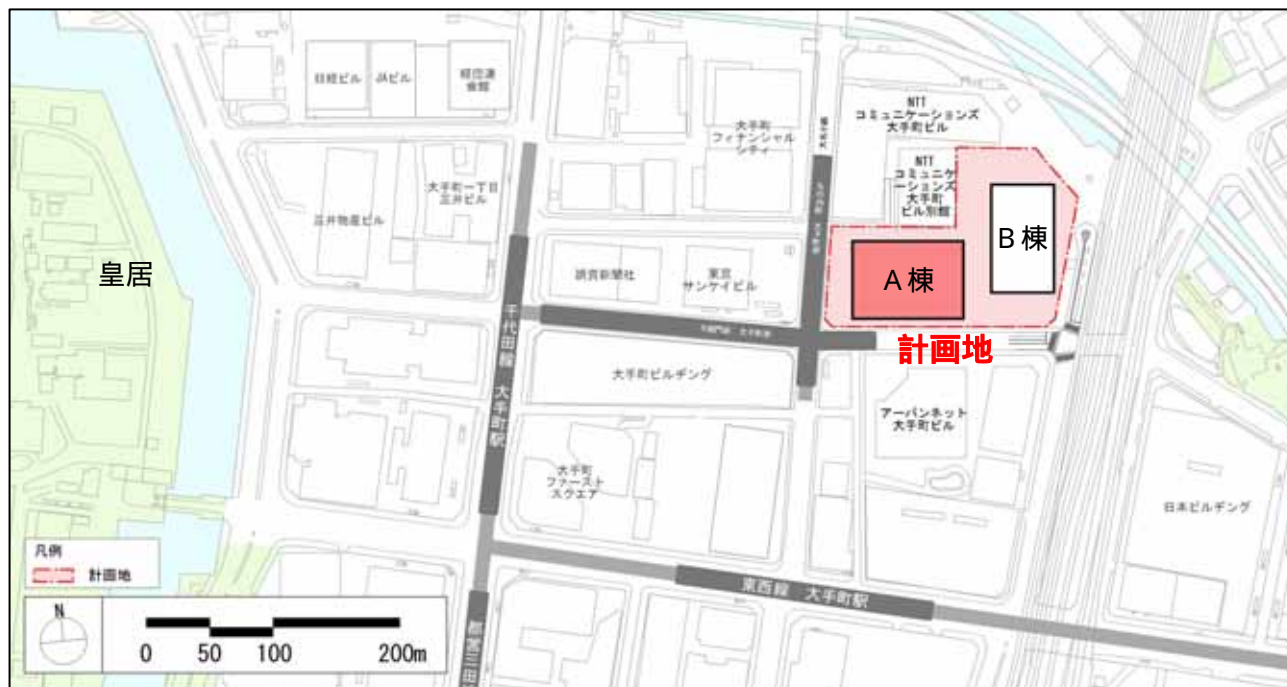 日経ビル
JAビル
経団連
会館
NTT
コミュニケーションズ
大手町ビル
大手町
フィナンシャル
シティ
NTT
コミュニケ
ーションズ
大手町
ビル別館
大手町一丁目
三井ビル
三井物産ビル
皇居
B棟
A棟
計画地
読売新聞社
東京
サンケイビル
千代田線 大手町駅
大手町ビルヂング
アーバンネット
大手町ビル
大手町
ファースト
スクエア
日本ビルヂング
東西線 大手町駅
都営三田
凡例
計画地
N
0 50 100 200m